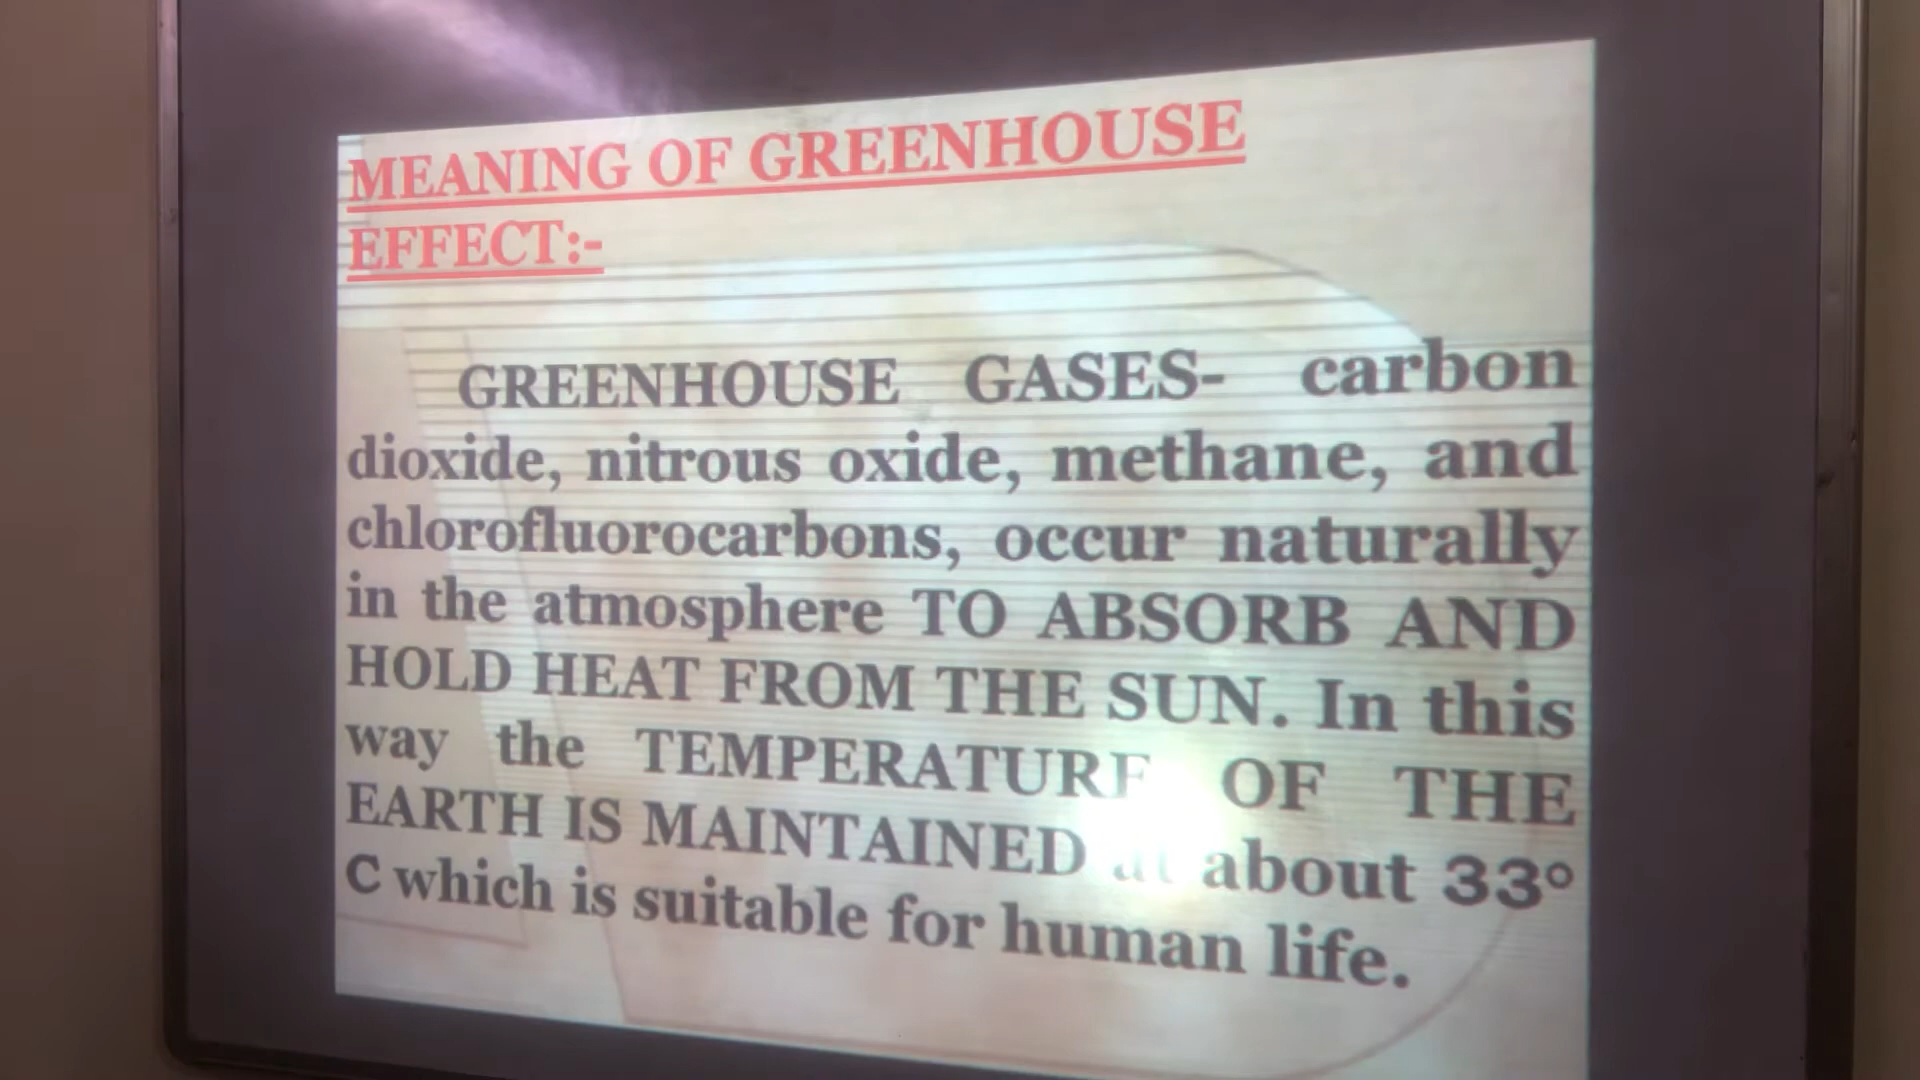 MEANING OF GREENHOUSE
EFFECT:-
GREENHOUSE GASES- carbon
dioxide, nitrous oxide, methane, and
chlorofluorocarbons, occur naturally
in the atmosphere TO ABSORB AND
HOLD HEAT FROM THE SUN. In this
way the TEMPERATURE OF THE
EARTH IS MAINTAINED at about 33°
C which is suitable for human life.